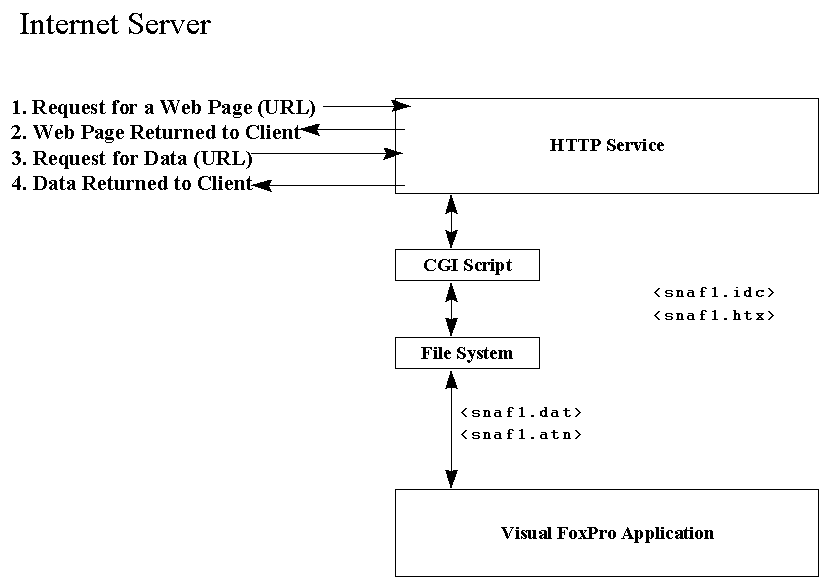 Internet Server
1. Request for a Web Page (URL)
2. Web Page Returned to Client
3. Request for Data (URL)
4. Data Returned to Client
HTTP Service
CGI Script
<snaf1.idc>
<snaf1.htx>
File System
<snaf1.dat>
<snaf1.atn>
Visual FoxPro Application